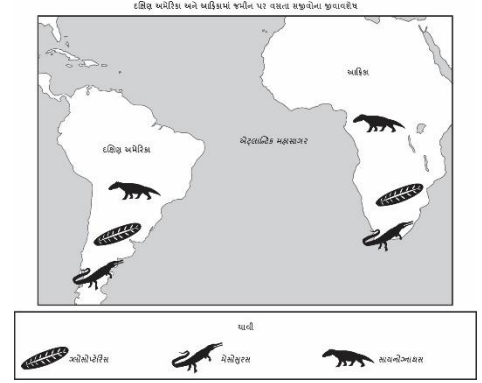 દક્ષિણ અમેરિકા અને આફ્રિકામાં જમીન પર વસતા સજીવોના જીવાવશેષ
આફ્રિકા
એટલાન્ટિક મહાસાગર
દક્ષિણ અમેરિકા
ચાવી
ગ્લોસોપ્ટેરિસ
મેસોસુરસ
સાયનોગ્નાથસ